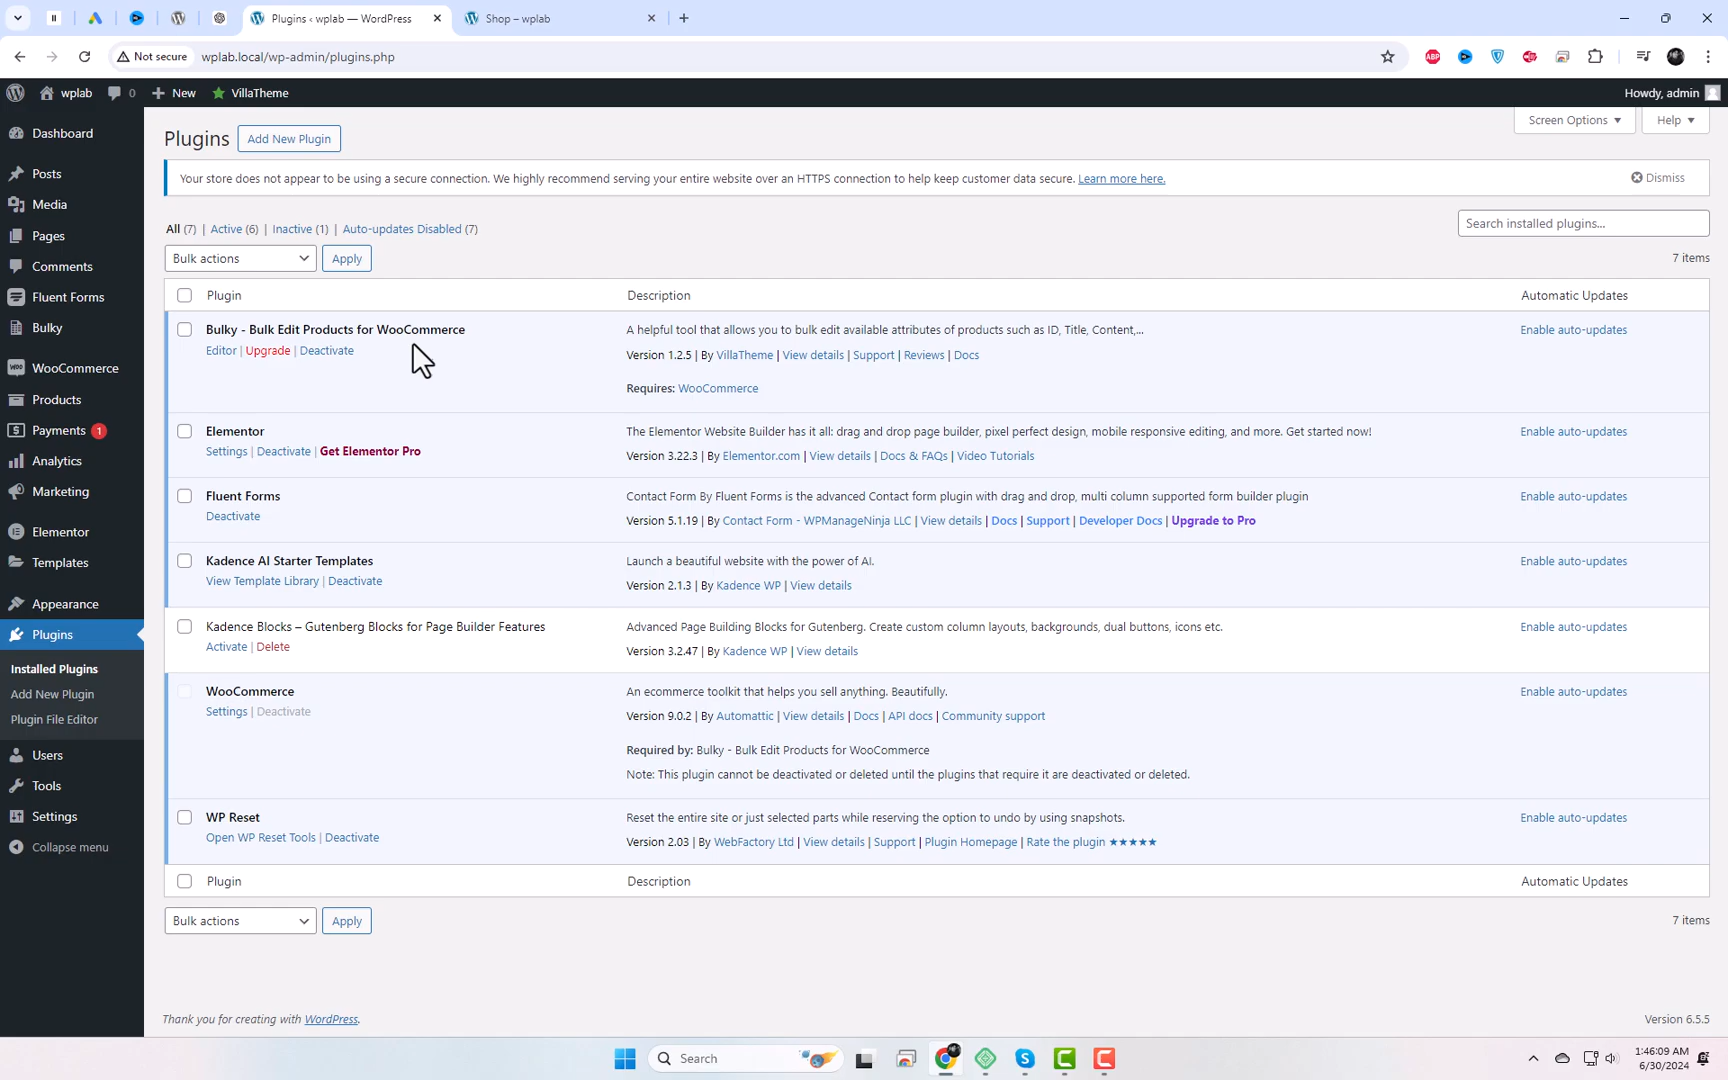 Plugins ‹ wplab — WordPress
Shop – wplab
Not secure
wplab.local/wp-admin/plugins.php
ABP
wplab
0
New
VillaTheme
Howdy, admin
Dashboard
Posts
Media
Pages
Comments
Fluent Forms
Bulky
WooCommerce
Products
Payments 1
Analytics
Marketing
Elementor
Templates
Appearance
Plugins
Installed Plugins
Add New Plugin
Plugin File Editor
Users
Tools
Settings
Collapse menu
Plugins Add New Plugin
Screen Options
Help
Your store does not appear to be using a secure connection. We highly recommend serving your entire website over an HTTPS connection to help keep customer data secure. Learn more here.
Dismiss
All (7) | Active (6) | Inactive (1) | Auto-updates Disabled (7)
Search installed plugins...
Bulk actions Apply
7 items
Plugin Description Automatic Updates
Bulky - Bulk Edit Products for WooCommerce
Editor | Upgrade | Deactivate
A helpful tool that allows you to bulk edit available attributes of products such as ID, Title, Content,...
Version 1.2.5 | By VillaTheme | View details | Support | Reviews | Docs
Requires: WooCommerce
Enable auto-updates
Elementor
Settings | Deactivate | Get Elementor Pro
The Elementor Website Builder has it all: drag and drop page builder, pixel perfect design, mobile responsive editing, and more. Get started now!
Version 3.22.3 | By Elementor.com | View details | Docs & FAQs | Video Tutorials
Enable auto-updates
Fluent Forms
Deactivate
Contact Form By Fluent Forms is the advanced Contact form plugin with drag and drop, multi column supported form builder plugin
Version 5.1.19 | By Contact Form - WPManageNinja LLC | View details | Docs | Support | Developer Docs | Upgrade to Pro
Enable auto-updates
Kadence AI Starter Templates
View Template Library | Deactivate
Launch a beautiful website with the power of AI.
Version 2.1.3 | By Kadence WP | View details
Enable auto-updates
Kadence Blocks – Gutenberg Blocks for Page Builder Features
Activate | Delete
Advanced Page Building Blocks for Gutenberg. Create custom column layouts, backgrounds, dual buttons, icons etc.
Version 3.2.47 | By Kadence WP | View details
Enable auto-updates
WooCommerce
Settings | Deactivate
An ecommerce toolkit that helps you sell anything. Beautifully.
Version 9.0.2 | By Automattic | View details | Docs | API docs | Community support
Required by: Bulky - Bulk Edit Products for WooCommerce
Note: This plugin cannot be deactivated or deleted until the plugins that require it are deactivated or deleted.
Enable auto-updates
WP Reset
Open WP Reset Tools | Deactivate
Reset the entire site or just selected parts while reserving the option to undo by using snapshots.
Version 2.03 | By WebFactory Ltd | View details | Support | Plugin Homepage | Rate the plugin ★★★★★
Enable auto-updates
Plugin Description Automatic Updates
Bulk actions Apply
7 items
Thank you for creating with WordPress.
Version 6.5.5
Search
1:46:09 AM
6/30/2024